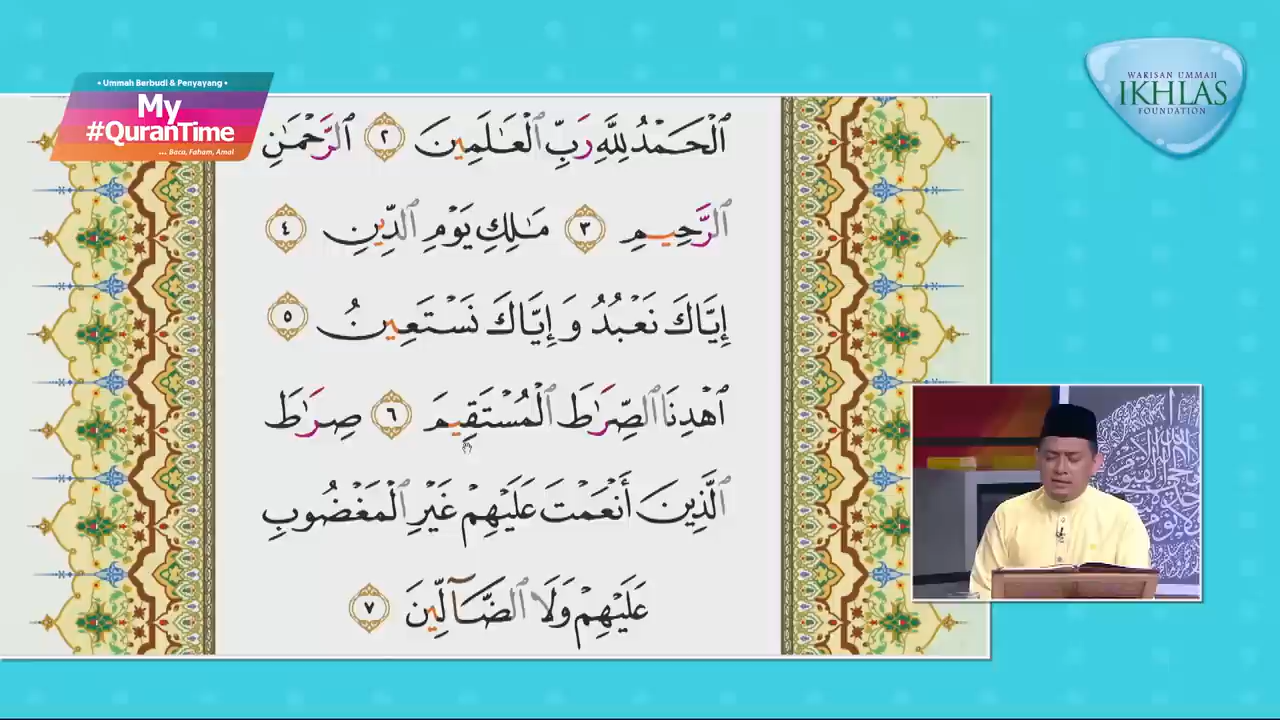 • Ummah Berbudi & Penyayang •
My
#QuranTime
... Baca, Faham, Amal
WARISAN UMMAH
IKHLAS
FOUNDATION
ٱلْحَمْدُ لِلَّهِ رَبِّ ٱلْعَـٰلَمِينَ ٢ ٱلرَّحْمَـٰنِ
ٱلرَّحِيمِ ٣ مَـٰلِكِ يَوْمِ ٱلدِّينِ ٤
إِيَّاكَ نَعْبُدُ وَإِيَّاكَ نَسْتَعِينُ ٥
ٱهْدِنَا ٱلصِّرَٰطَ ٱلْمُسْتَقِيمَ ٦ صِرَٰطَ
ٱلَّذِينَ أَنْعَمْتَ عَلَيْهِمْ غَيْرِ ٱلْمَغْضُوبِ
عَلَيْهِمْ وَلَا ٱلضَّآلِّينَ ٧